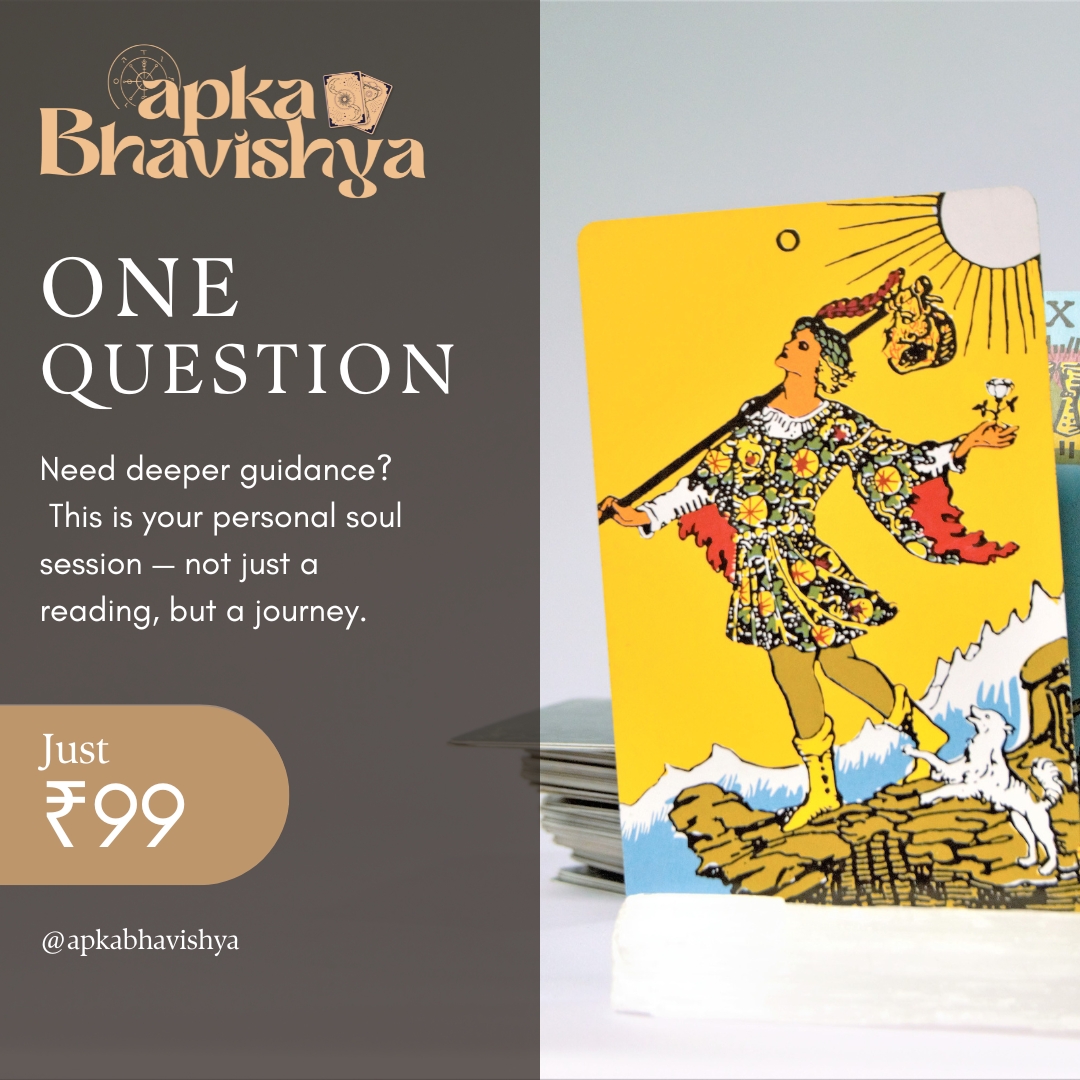 apka
Bhavishya
ONE
QUESTION
Need deeper guidance?
This is your personal soul
session — not just a
reading, but a journey.
Just
₹99
@apkabhavishya
0
X